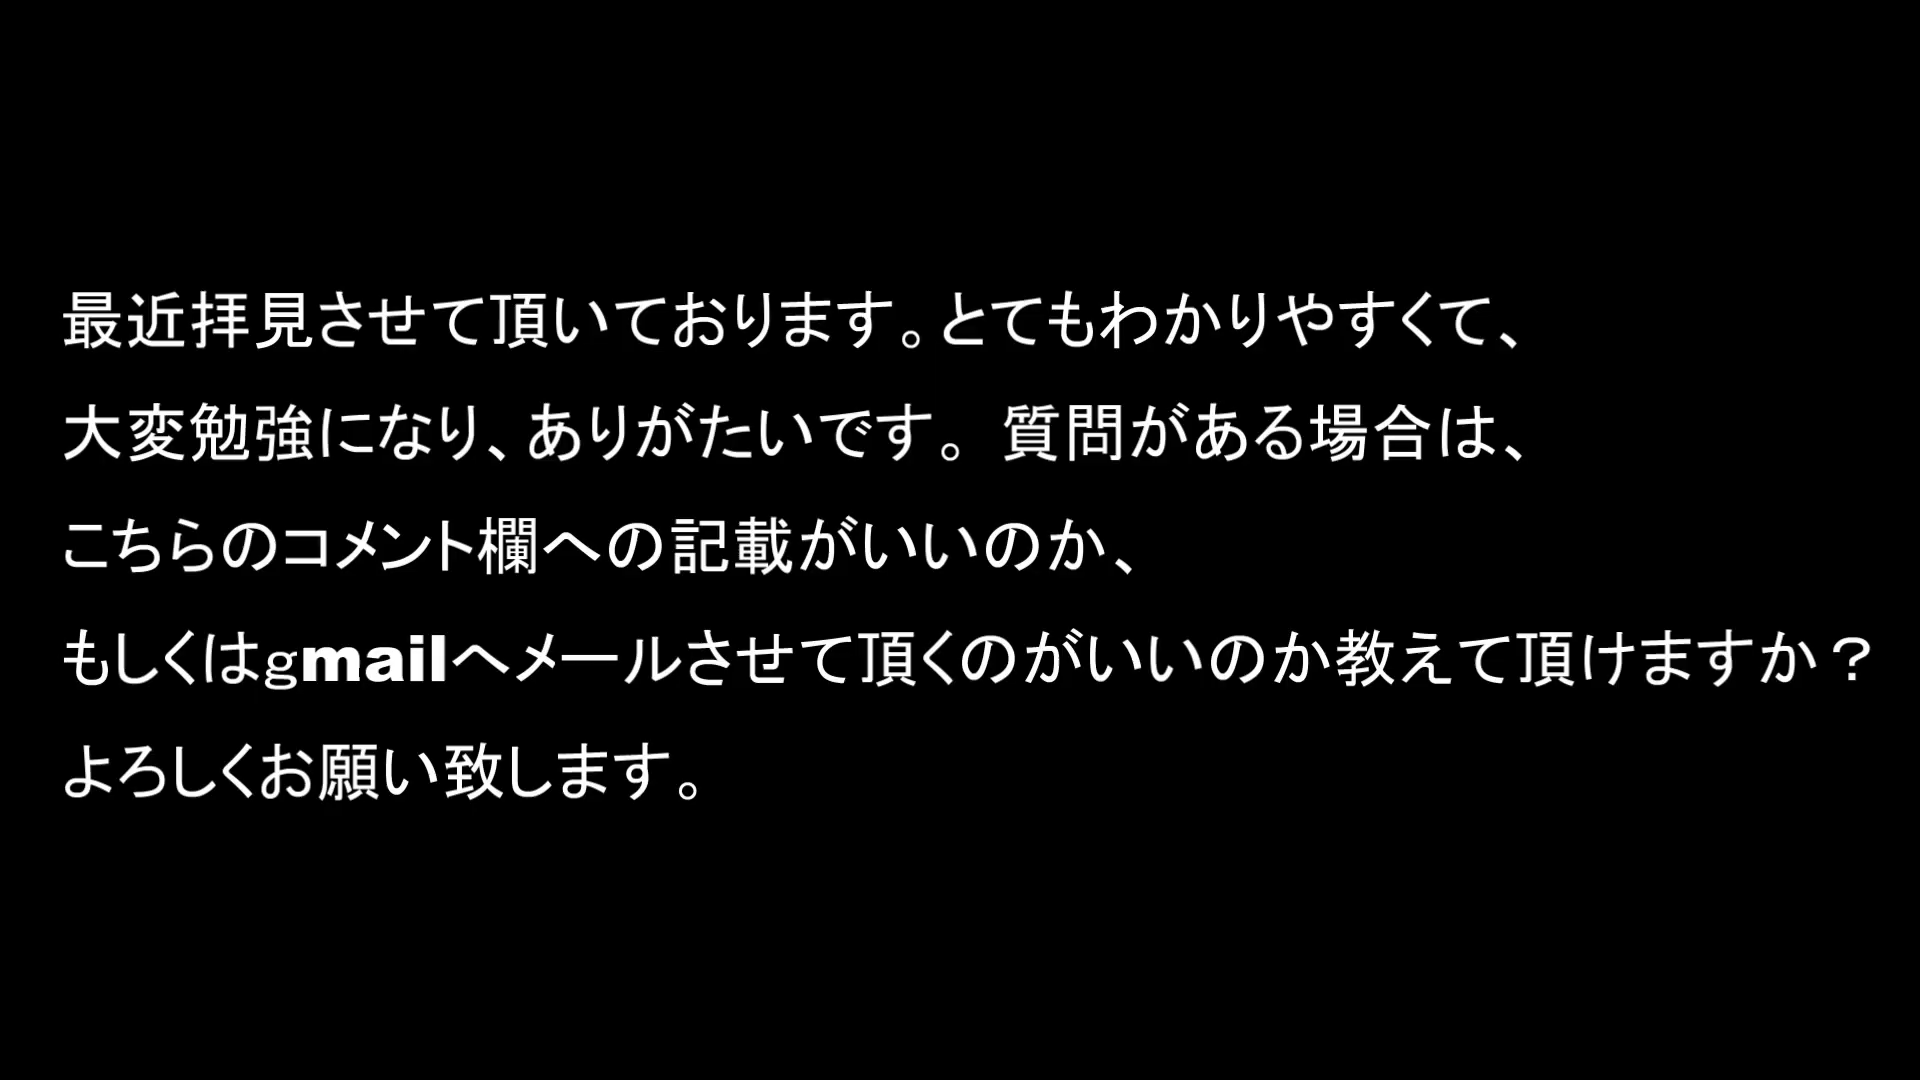 最近拝見させて頂いております。とてもわかりやすくて、
大変勉強になり、ありがたいです。 質問がある場合は、
こちらのコメント欄への記載がいいのか、
もしくはgmailへメールさせて頂くのがいいのか教えて頂けますか？
よろしくお願い致します。